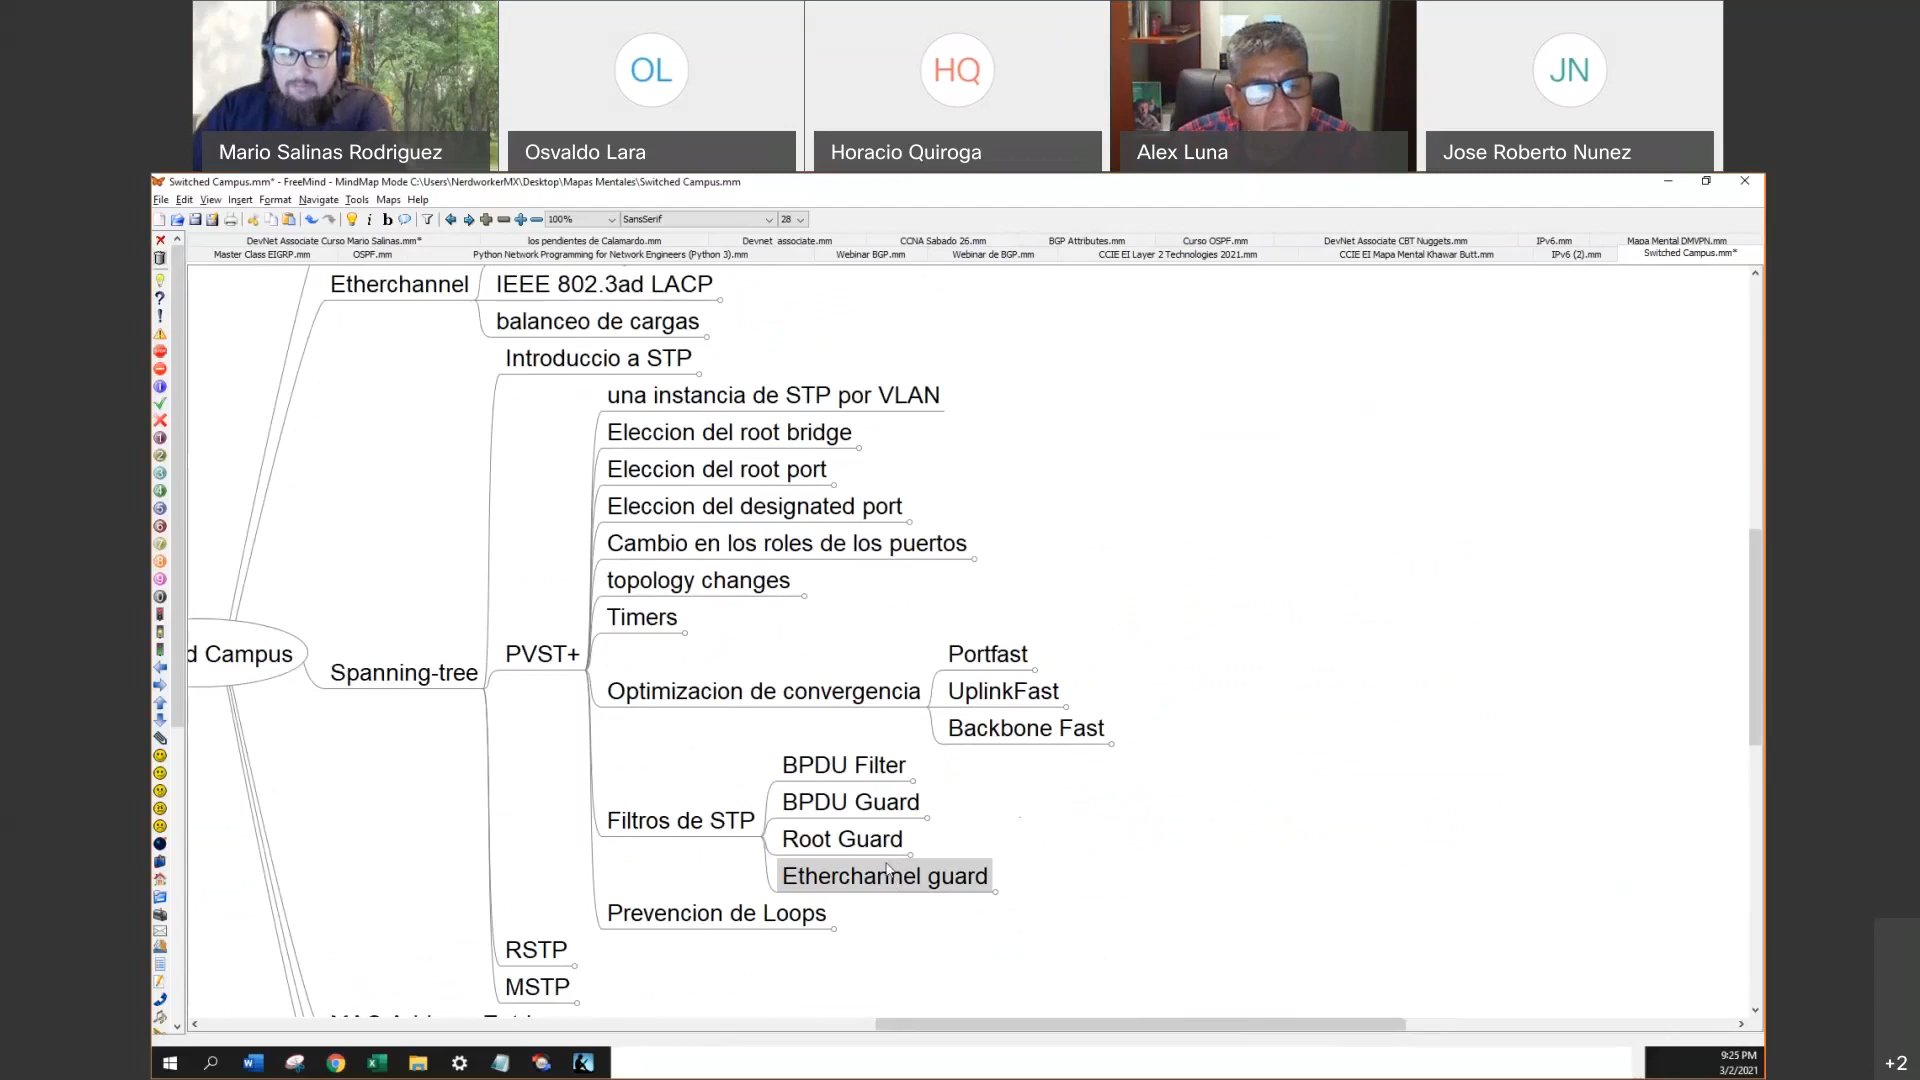 OL
HQ
JN
Mario Salinas Rodriguez
Osvaldo Lara
Horacio Quiroga
Alex Luna
Jose Roberto Nunez
Switched Campus.mm* - FreeMind - MindMap Mode C:\Users\NerdworkerMX\Desktop\Mapas Mentales\Switched Campus.mm)
File Edit View Insert Format Navigate Tools Maps Help
100% SansSerif 28
DevNet Associate Curso Mario Salinas.mm* los pendientes de Calamardo.mm Devnet associate.mm CCNA Sabado 26.mm BGP Attributes.mm Curso OSPF.mm DevNet Associate CBT Nuggets.mm IPv6.mm Mapa Mental DMVPN.mm
Master Class EIGRP.mm OSPF.mm Python Network Programming for Network Engineers (Python 3).mm Webinar BGP.mm Webinar de BGP.mm CCIE EI Layer 2 Technologies 2021.mm CCIE EI Mapa Mental Khawar Butt.mm IPv6 (2).mm Switched Campus.mm*
Etherchannel
IEEE 802.3ad LACP
balanceo de cargas
Introduccio a STP
una instancia de STP por VLAN
Eleccion del root bridge
Eleccion del root port
Eleccion del designated port
Cambio en los roles de los puertos
topology changes
Timers
d Campus
Spanning-tree
PVST+
Optimizacion de convergencia
Portfast
UplinkFast
Backbone Fast
Filtros de STP
BPDU Filter
BPDU Guard
Root Guard
Etherchannel guard
Prevencion de Loops
RSTP
MSTP
9:25 PM
3/2/2021
+2